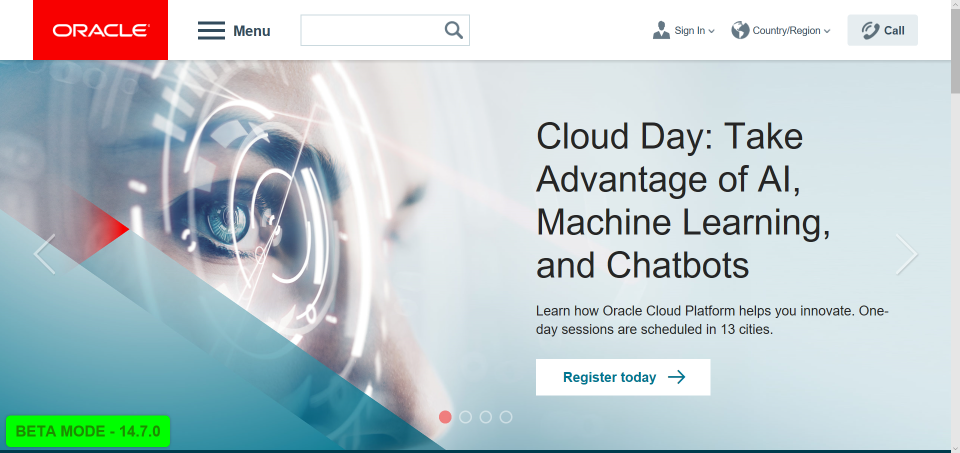 ORACLE
Menu
Sign In
Country/Region
Call
Cloud Day: Take
Advantage of AI,
Machine Learning,
and Chatbots
Learn how Oracle Cloud Platform helps you innovate. One-
day sessions are scheduled in 13 cities.
Register today
BETA MODE - 14.7.0